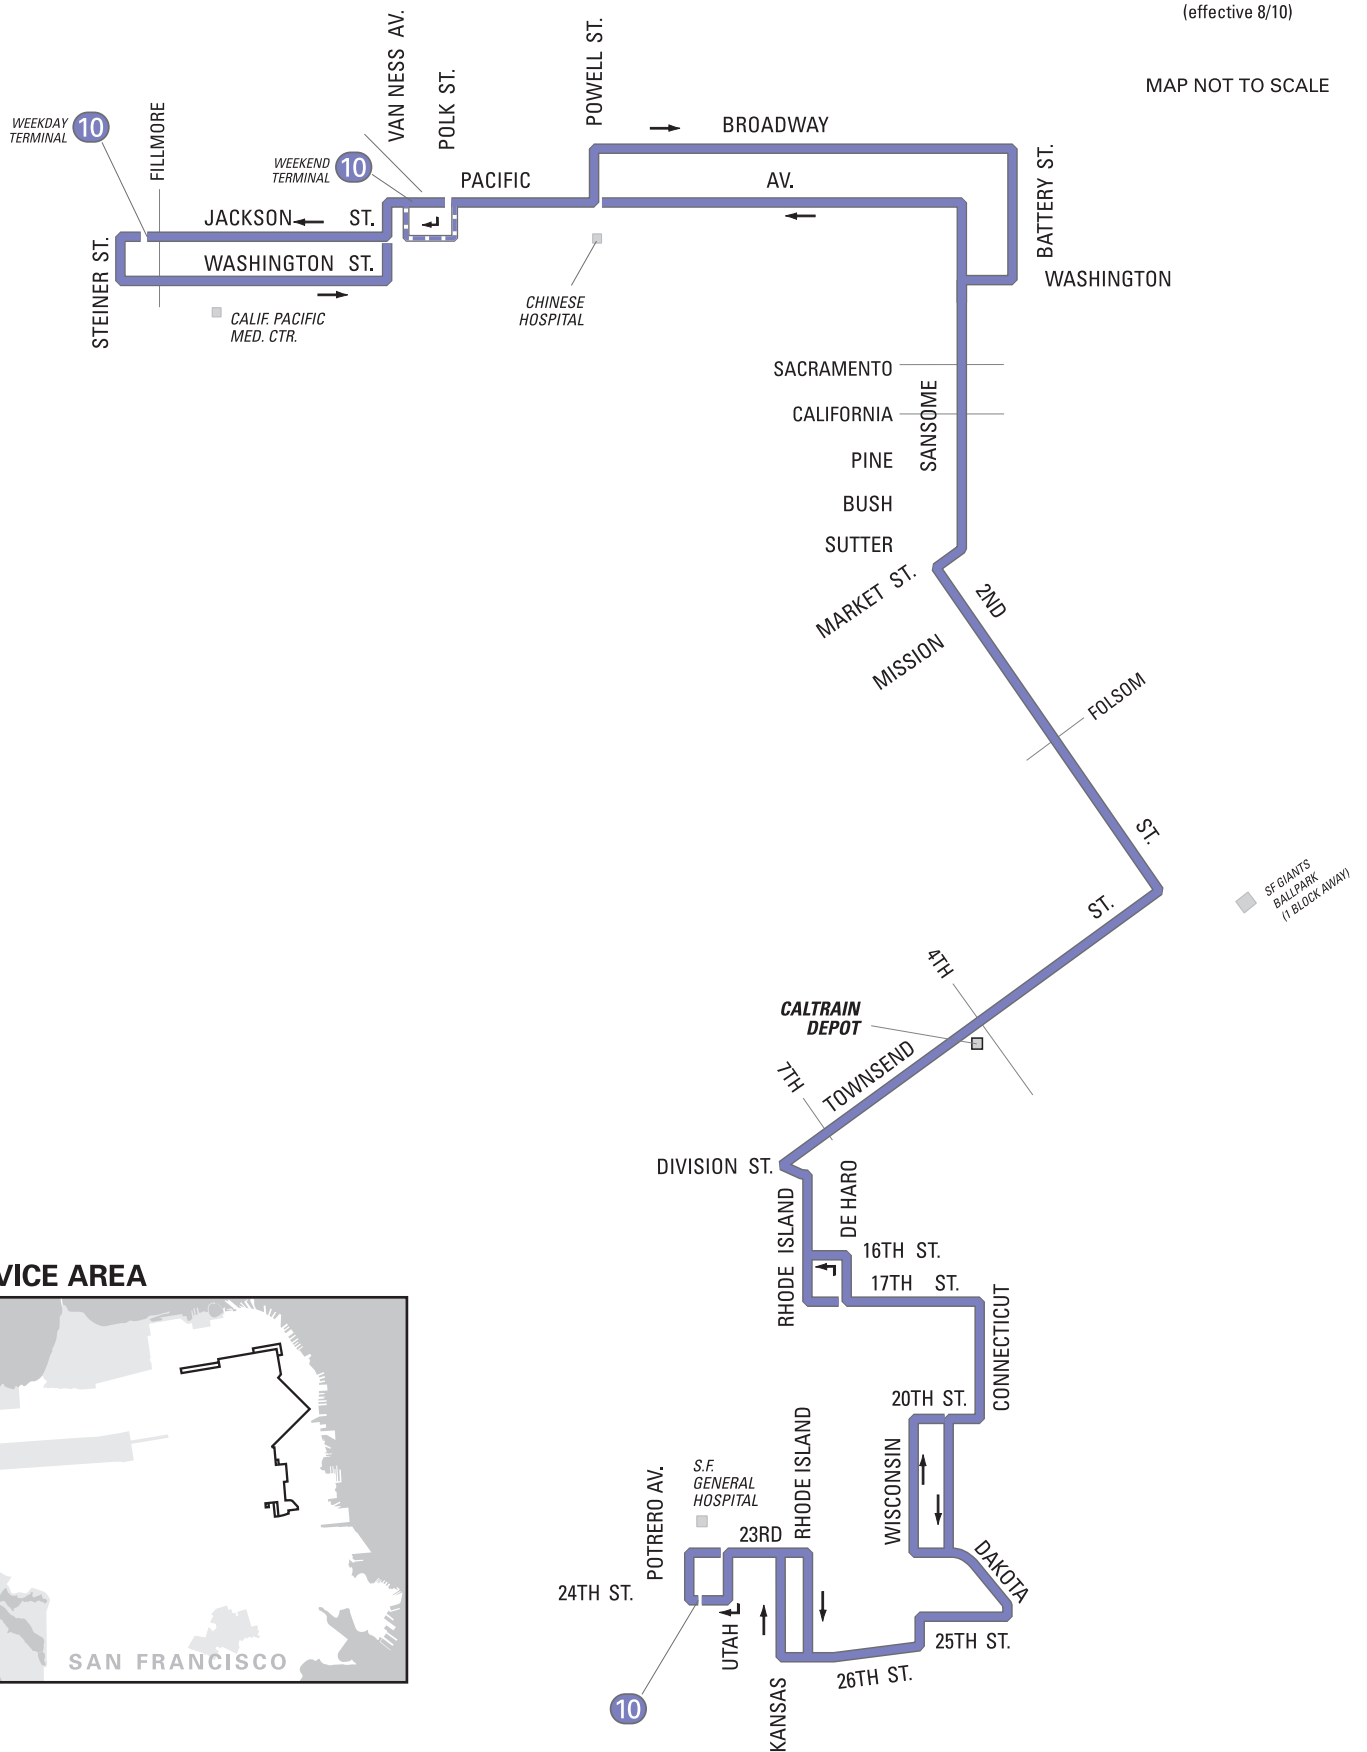 (effective 8/10)
MAP NOT TO SCALE
WEEKDAY
TERMINAL
10
FILLMORE
VAN NESS AV.
POLK ST.
POWELL ST.
BROADWAY
WEEKEND
TERMINAL
10
PACIFIC AV.
BATTERY ST.
JACKSON ST.
WASHINGTON ST.
STEINER ST.
WASHINGTON
CALIF. PACIFIC
MED. CTR.
CHINESE
HOSPITAL
SACRAMENTO
CALIFORNIA
SANSOME
PINE
BUSH
SUTTER
MARKET ST.
2ND ST.
MISSION
FOLSOM
SF GIANTS
BALLPARK
(1 BLOCK AWAY)
4TH
CALTRAIN
DEPOT
TOWNSEND ST.
7TH
DIVISION ST.
RHODE ISLAND
DE HARO
16TH ST.
17TH ST.
CONNECTICUT
20TH ST.
WISCONSIN
RHODE ISLAND
S.F.
GENERAL
HOSPITAL
POTRERO AV.
23RD
DAKOTA
24TH ST.
UTAH
25TH ST.
26TH ST.
KANSAS
10
VICE AREA
SAN FRANCISCO